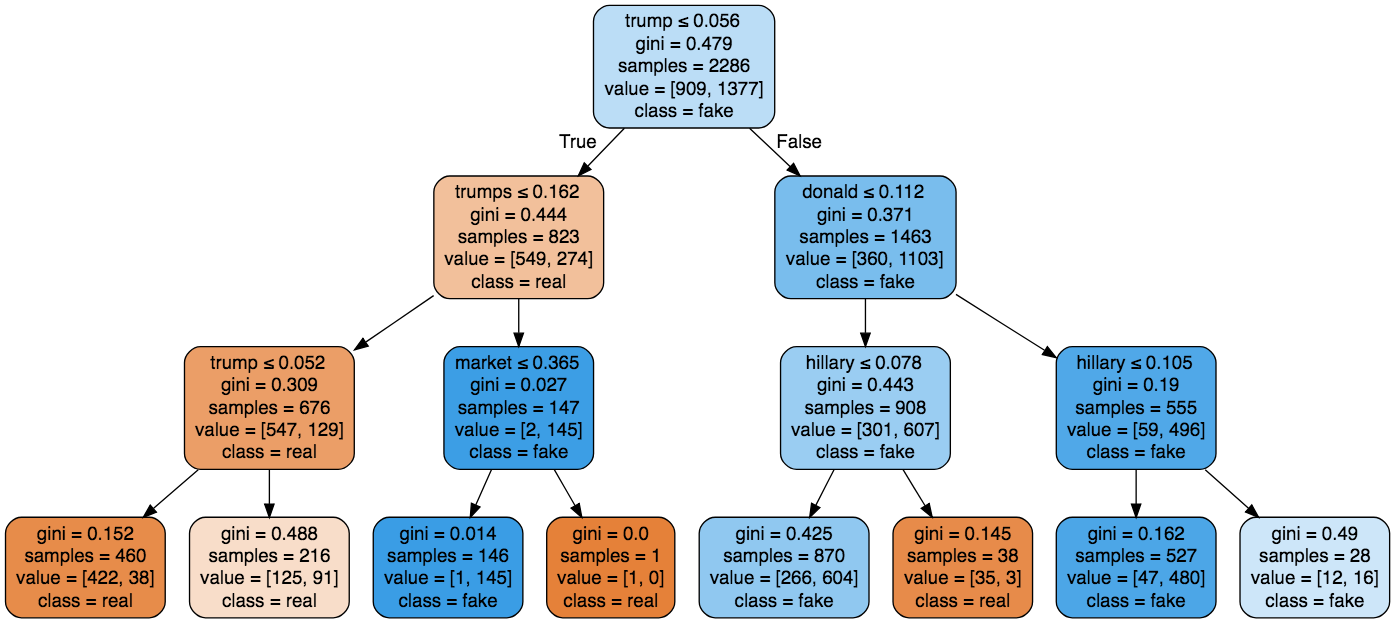 trump ≤ 0.056
gini = 0.479
samples = 2286
value = [909, 1377]
class = fake
True
False
trumps ≤ 0.162
gini = 0.444
samples = 823
value = [549, 274]
class = real
donald ≤ 0.112
gini = 0.371
samples = 1463
value = [360, 1103]
class = fake
trump ≤ 0.052
gini = 0.309
samples = 676
value = [547, 129]
class = real
market ≤ 0.365
gini = 0.027
samples = 147
value = [2, 145]
class = fake
hillary ≤ 0.078
gini = 0.443
samples = 908
value = [301, 607]
class = fake
hillary ≤ 0.105
gini = 0.19
samples = 555
value = [59, 496]
class = fake
gini = 0.152
samples = 460
value = [422, 38]
class = real
gini = 0.488
samples = 216
value = [125, 91]
class = real
gini = 0.014
samples = 146
value = [1, 145]
class = fake
gini = 0.0
samples = 1
value = [1, 0]
class = real
gini = 0.425
samples = 870
value = [266, 604]
class = fake
gini = 0.145
samples = 38
value = [35, 3]
class = real
gini = 0.162
samples = 527
value = [47, 480]
class = fake
gini = 0.49
samples = 28
value = [12, 16]
class = fake